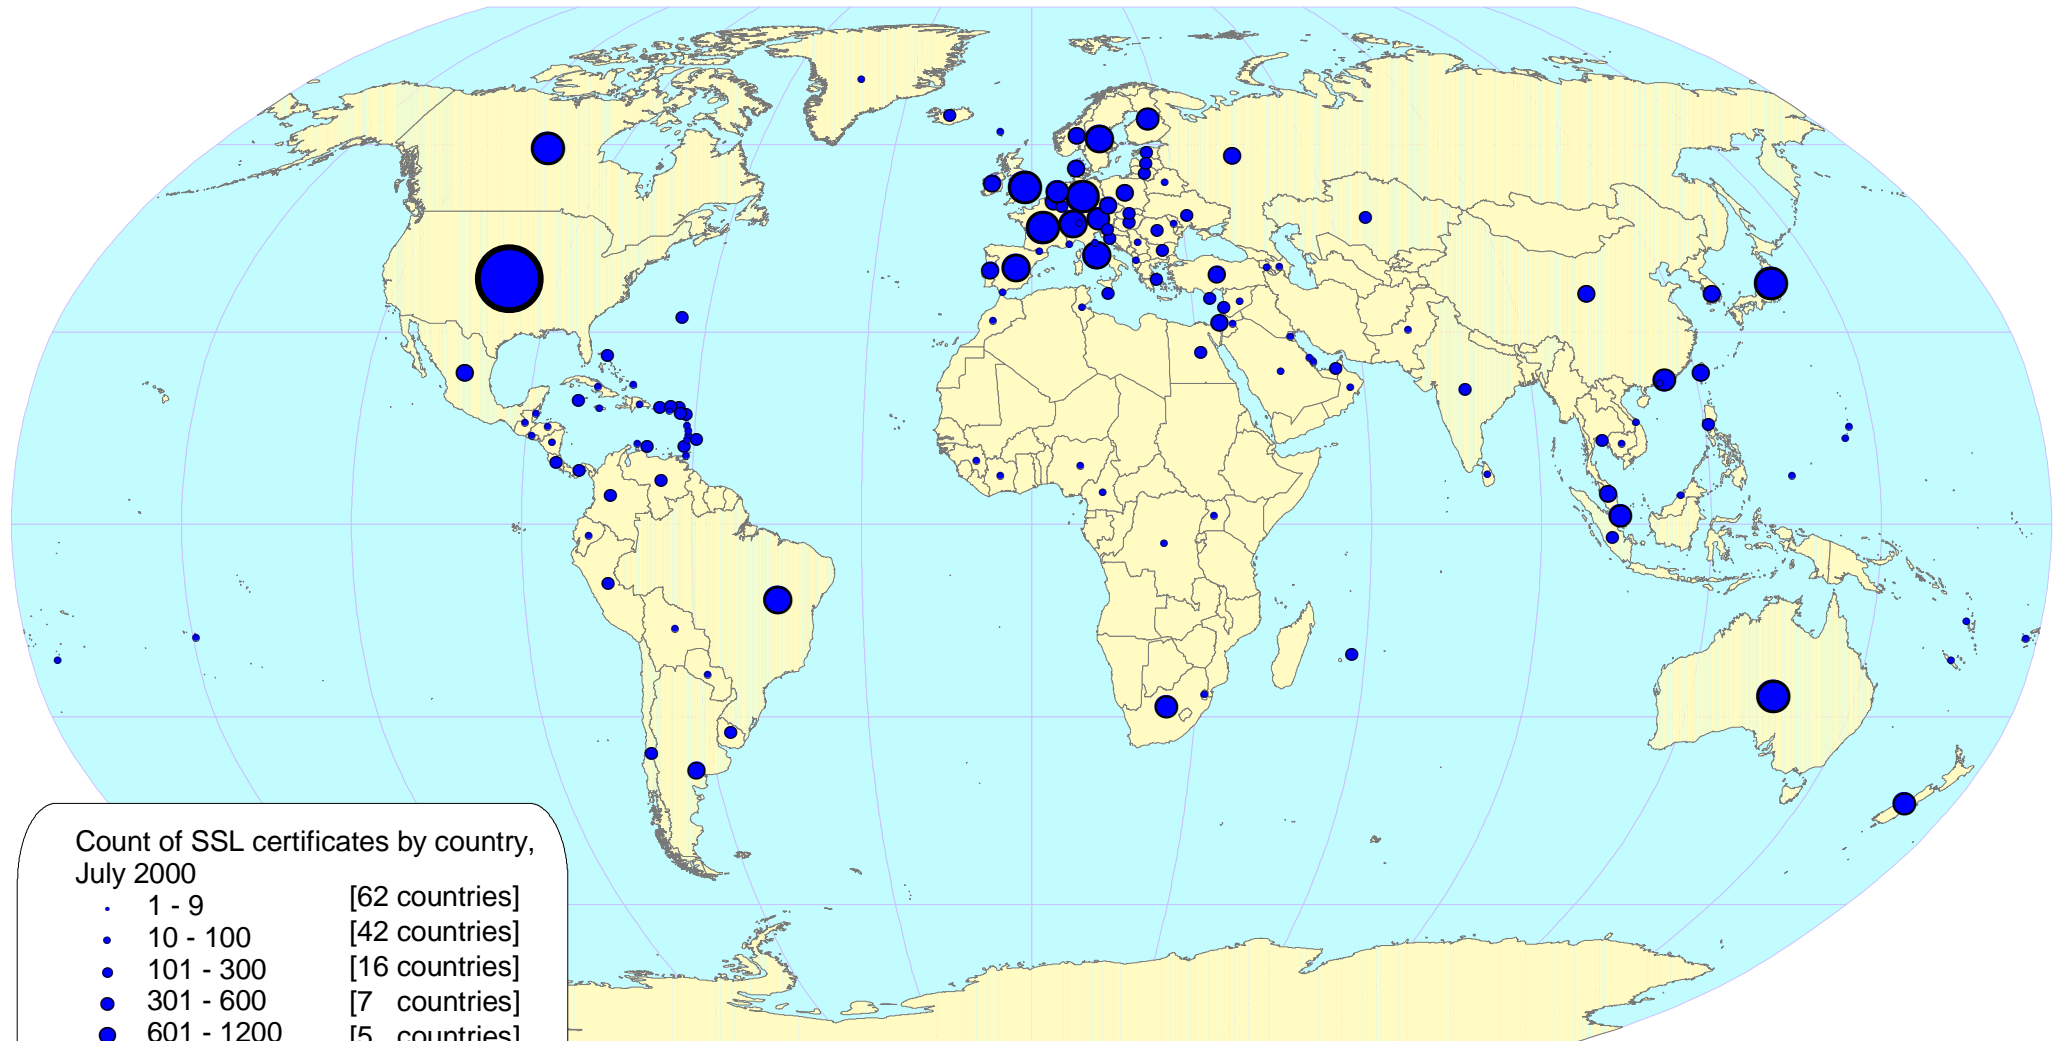 Count of SSL certificates by country,
July 2000
1 - 9 [62 countries]
10 - 100 [42 countries]
101 - 300 [16 countries]
301 - 600 [7 countries]
601 - 1200 [5 countries]